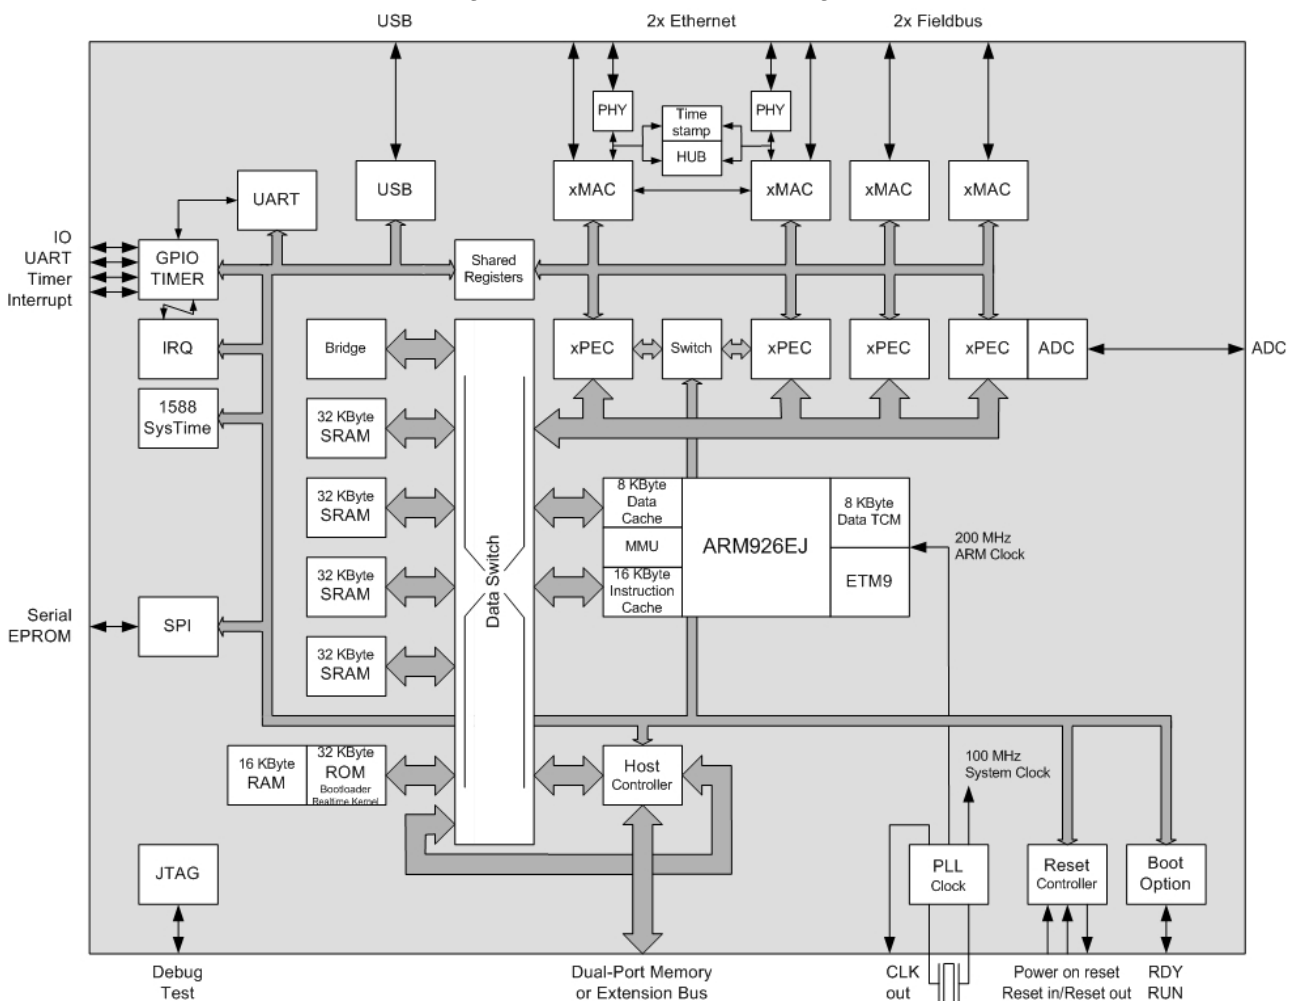 USB
2x Ethernet
2x Fieldbus
PHY
Time
stamp
HUB
PHY
UART
USB
xMAC
xMAC
xMAC
xMAC
IO
UART
Timer
Interrupt
GPIO
TIMER
Shared
Registers
IRQ
Bridge
xPEC
Switch
xPEC
xPEC
xPEC
ADC
ADC
1588
SysTime
32 KByte
SRAM
32 KByte
SRAM
8 KByte
Data
Cache
MMU
16 KByte
Instruction
Cache
ARM926EJ
8 KByte
Data TCM
ETM9
200 MHz
ARM Clock
Data Switch
32 KByte
SRAM
Serial
EPROM
SPI
32 KByte
SRAM
16 KByte
RAM
32 KByte
ROM
Bootloader
Realtime Kernel
Host
Controller
100 MHz
System Clock
JTAG
PLL
Clock
Reset
Controller
Boot
Option
Debug
Test
Dual-Port Memory
or Extension Bus
CLK
out
Power on reset
Reset in/Reset out
RDY
RUN